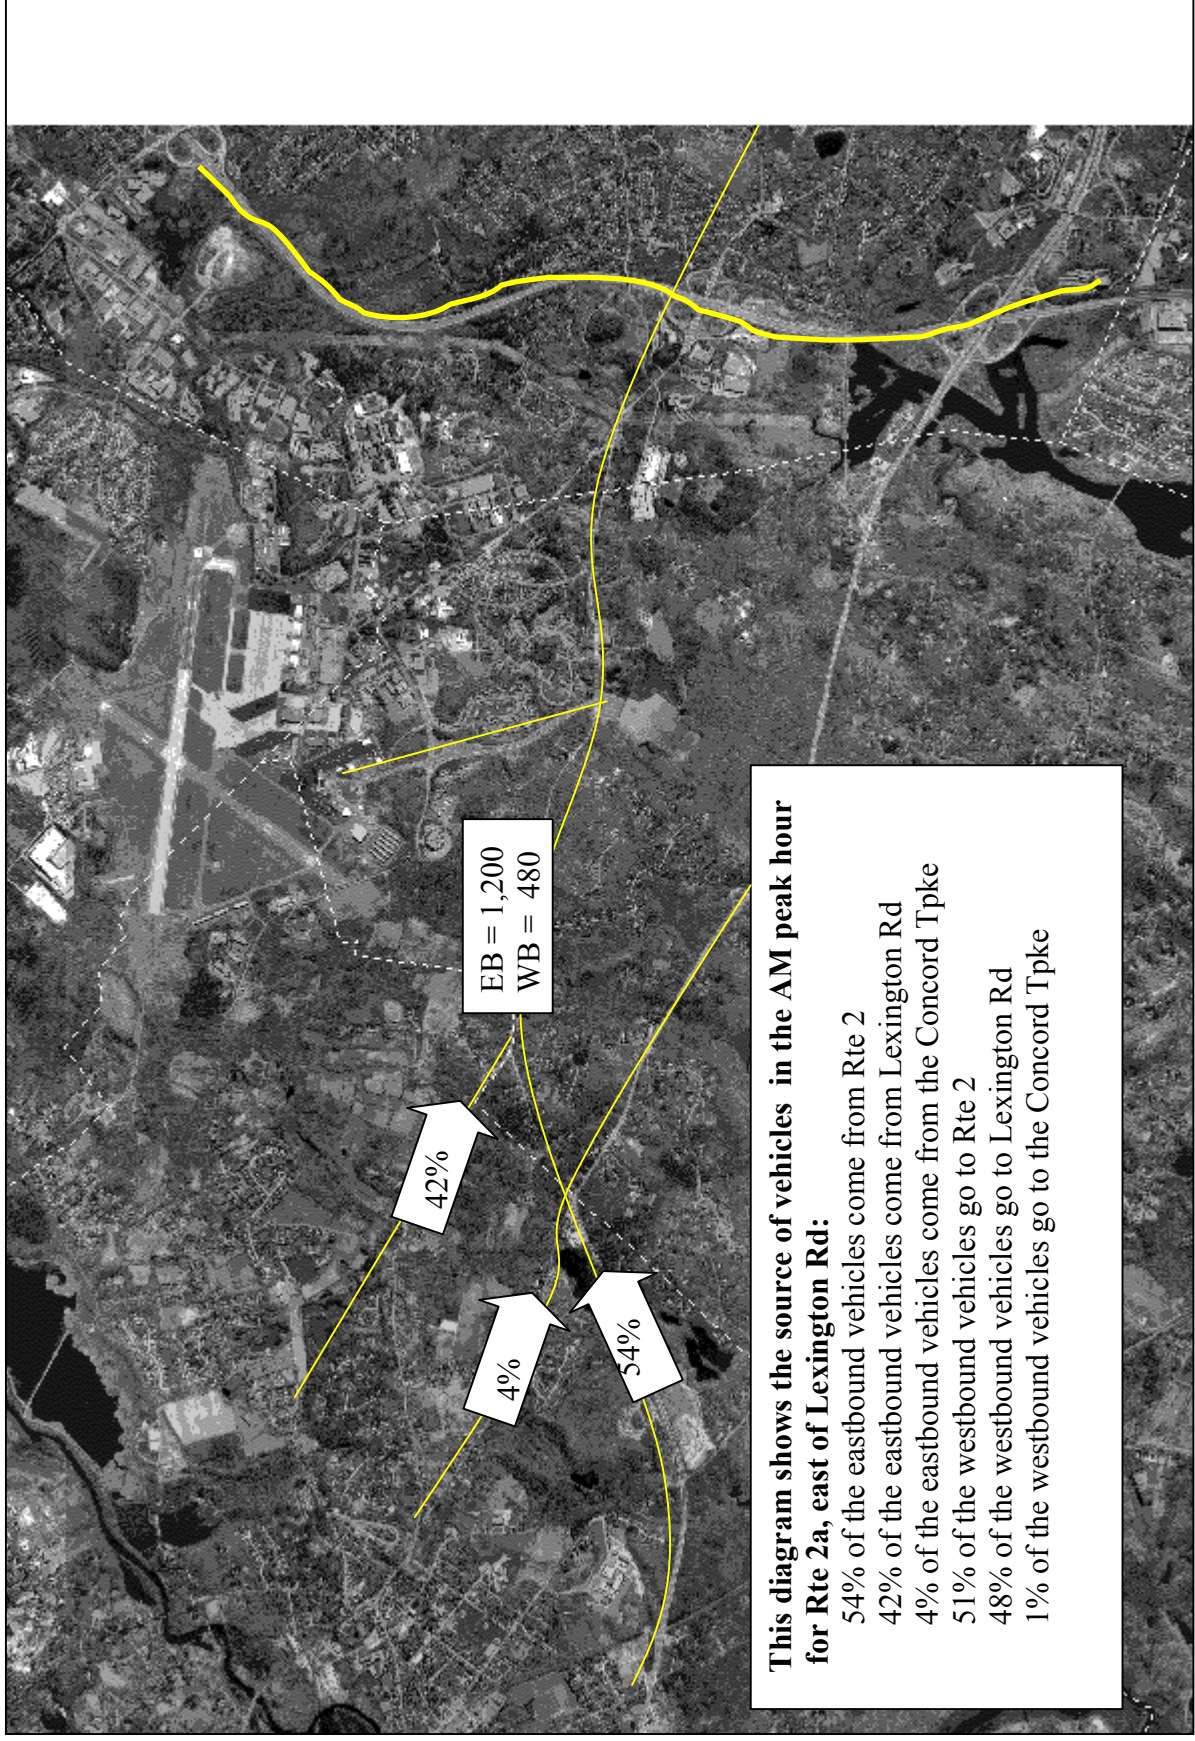 42%
4%
54%
EB = 1,200
WB = 480
This diagram shows the source of vehicles in the AM peak hour
for Rte 2a, east of Lexington Rd:
54% of the eastbound vehicles come from Rte 2
42% of the eastbound vehicles come from Lexington Rd
4% of the eastbound vehicles come from the Concord Tpke
51% of the westbound vehicles go to Rte 2
48% of the westbound vehicles go to Lexington Rd
1% of the westbound vehicles go to the Concord Tpke